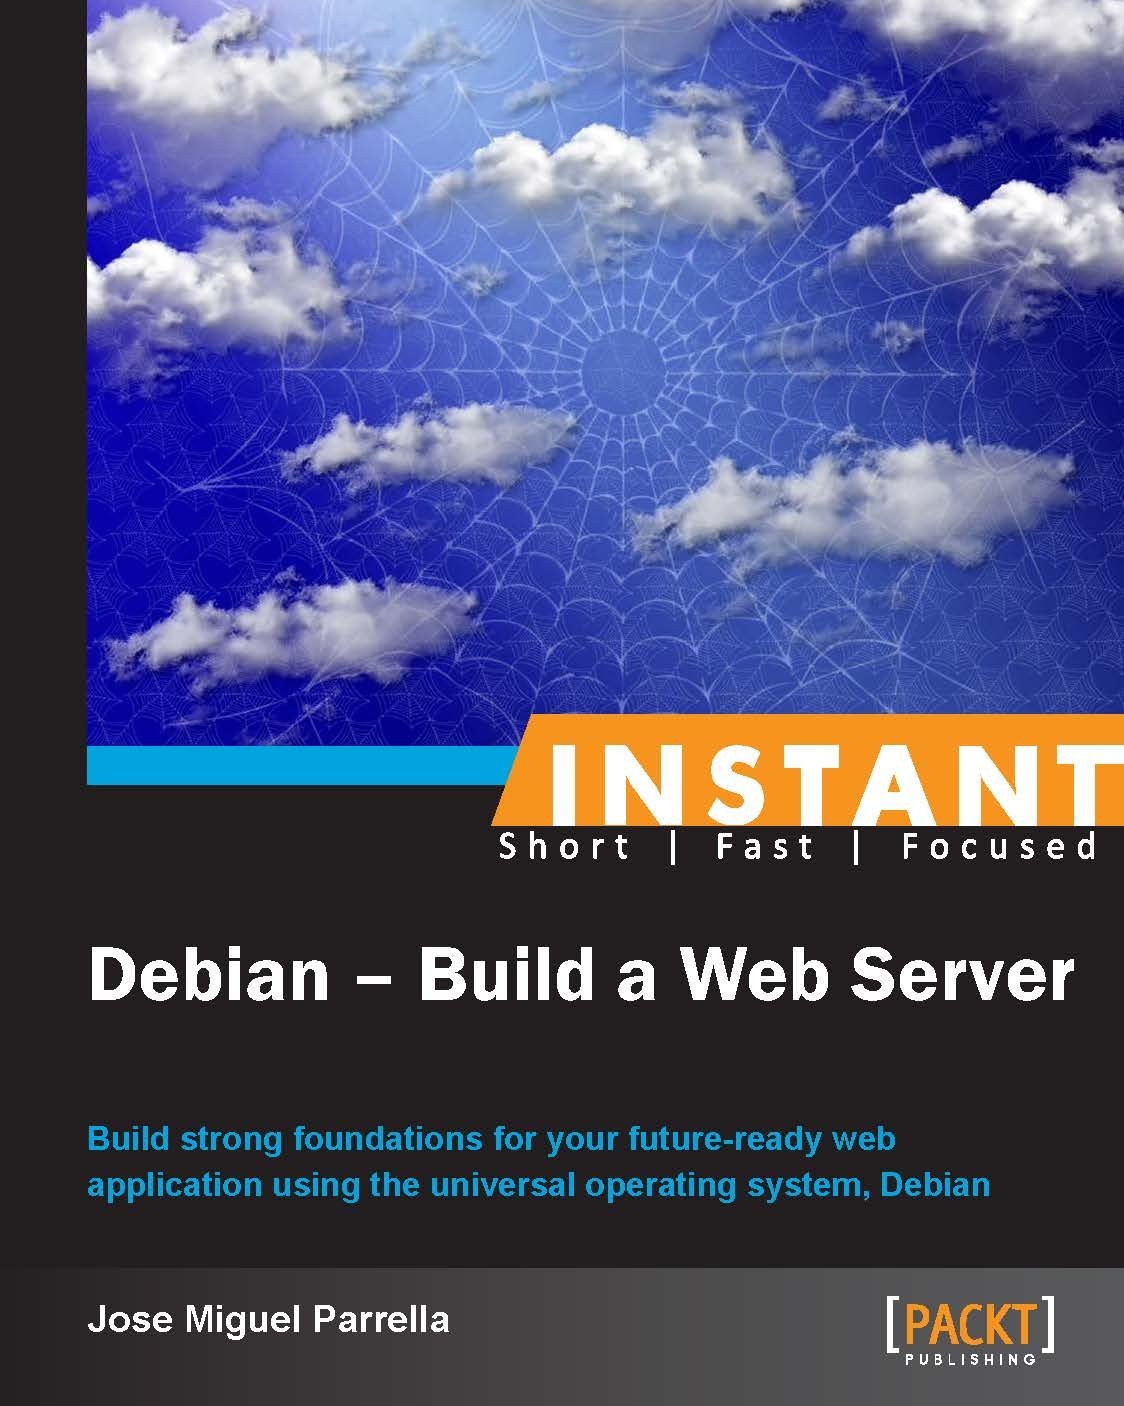 INSTANT
Short | Fast | Focused
Debian – Build a Web Server
Build strong foundations for your future-ready web
application using the universal operating system, Debian
Jose Miguel Parrella
[PACKT]
PUBLISHING